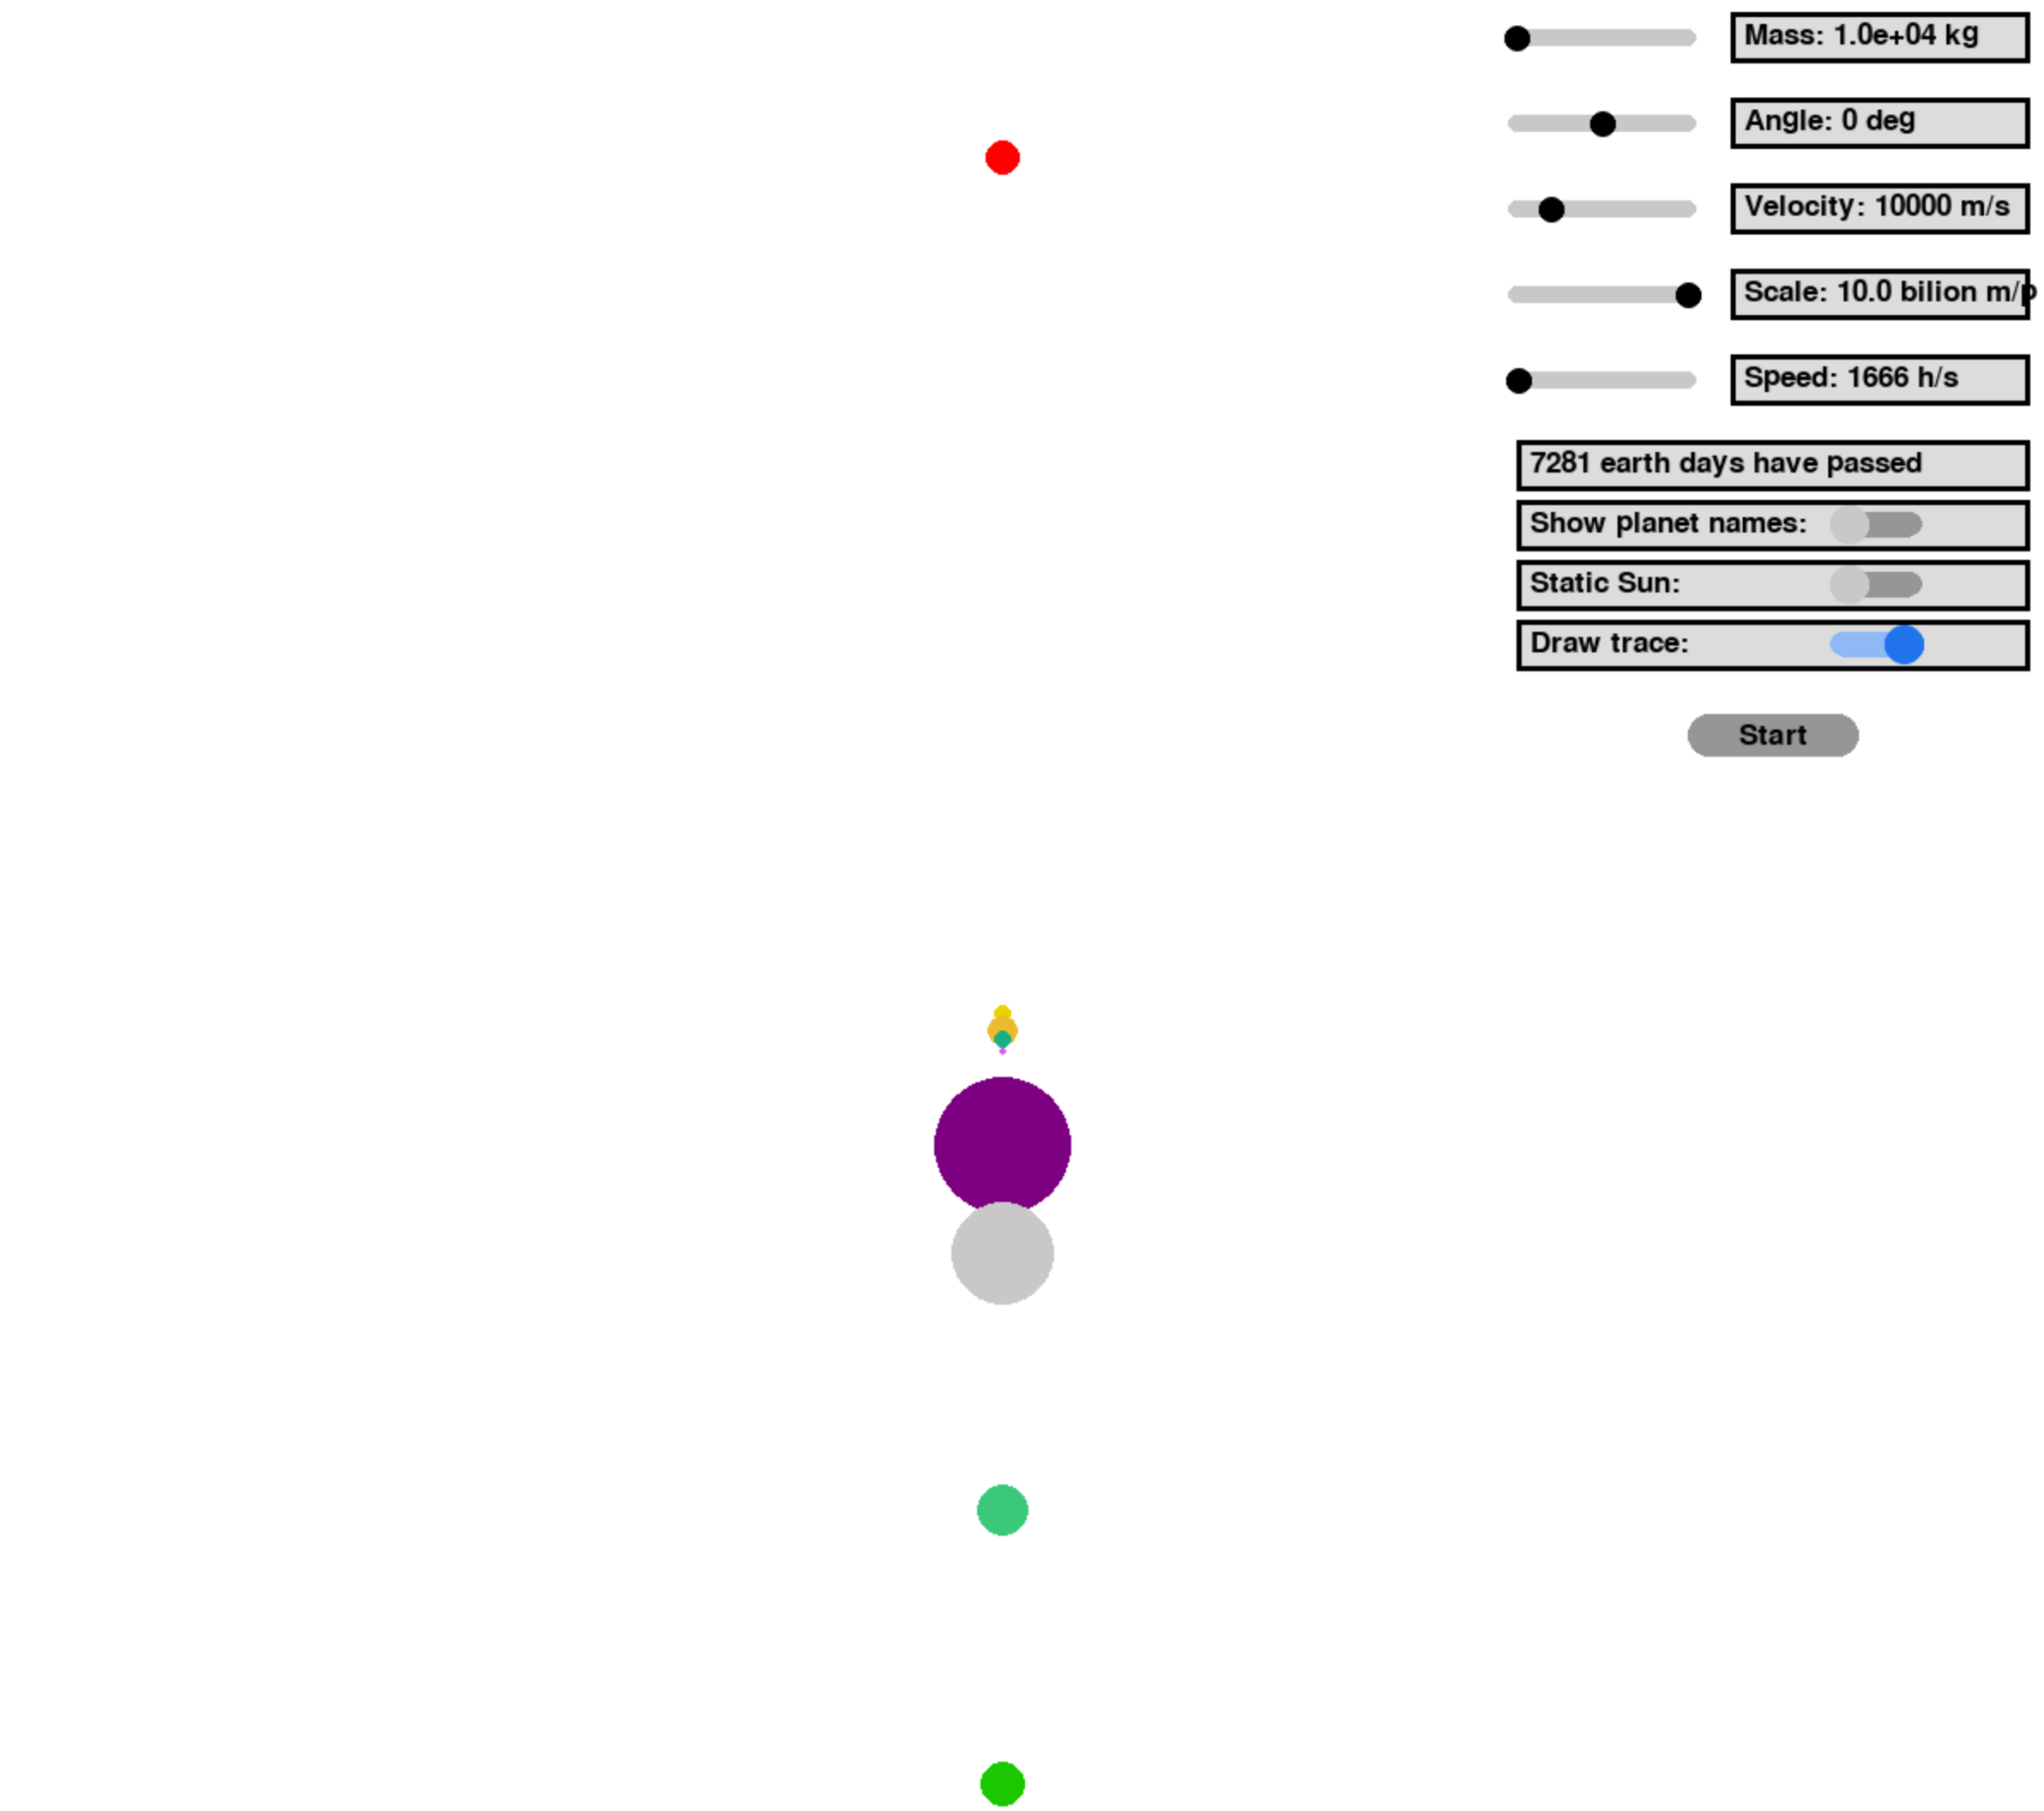 Mass: 1.0e+04 kg
Angle: 0 deg
Velocity: 10000 m/s
Scale: 10.0 bilion m/p
Speed: 1666 h/s
7281 earth days have passed
Show planet names:
Static Sun:
Draw trace:
Start